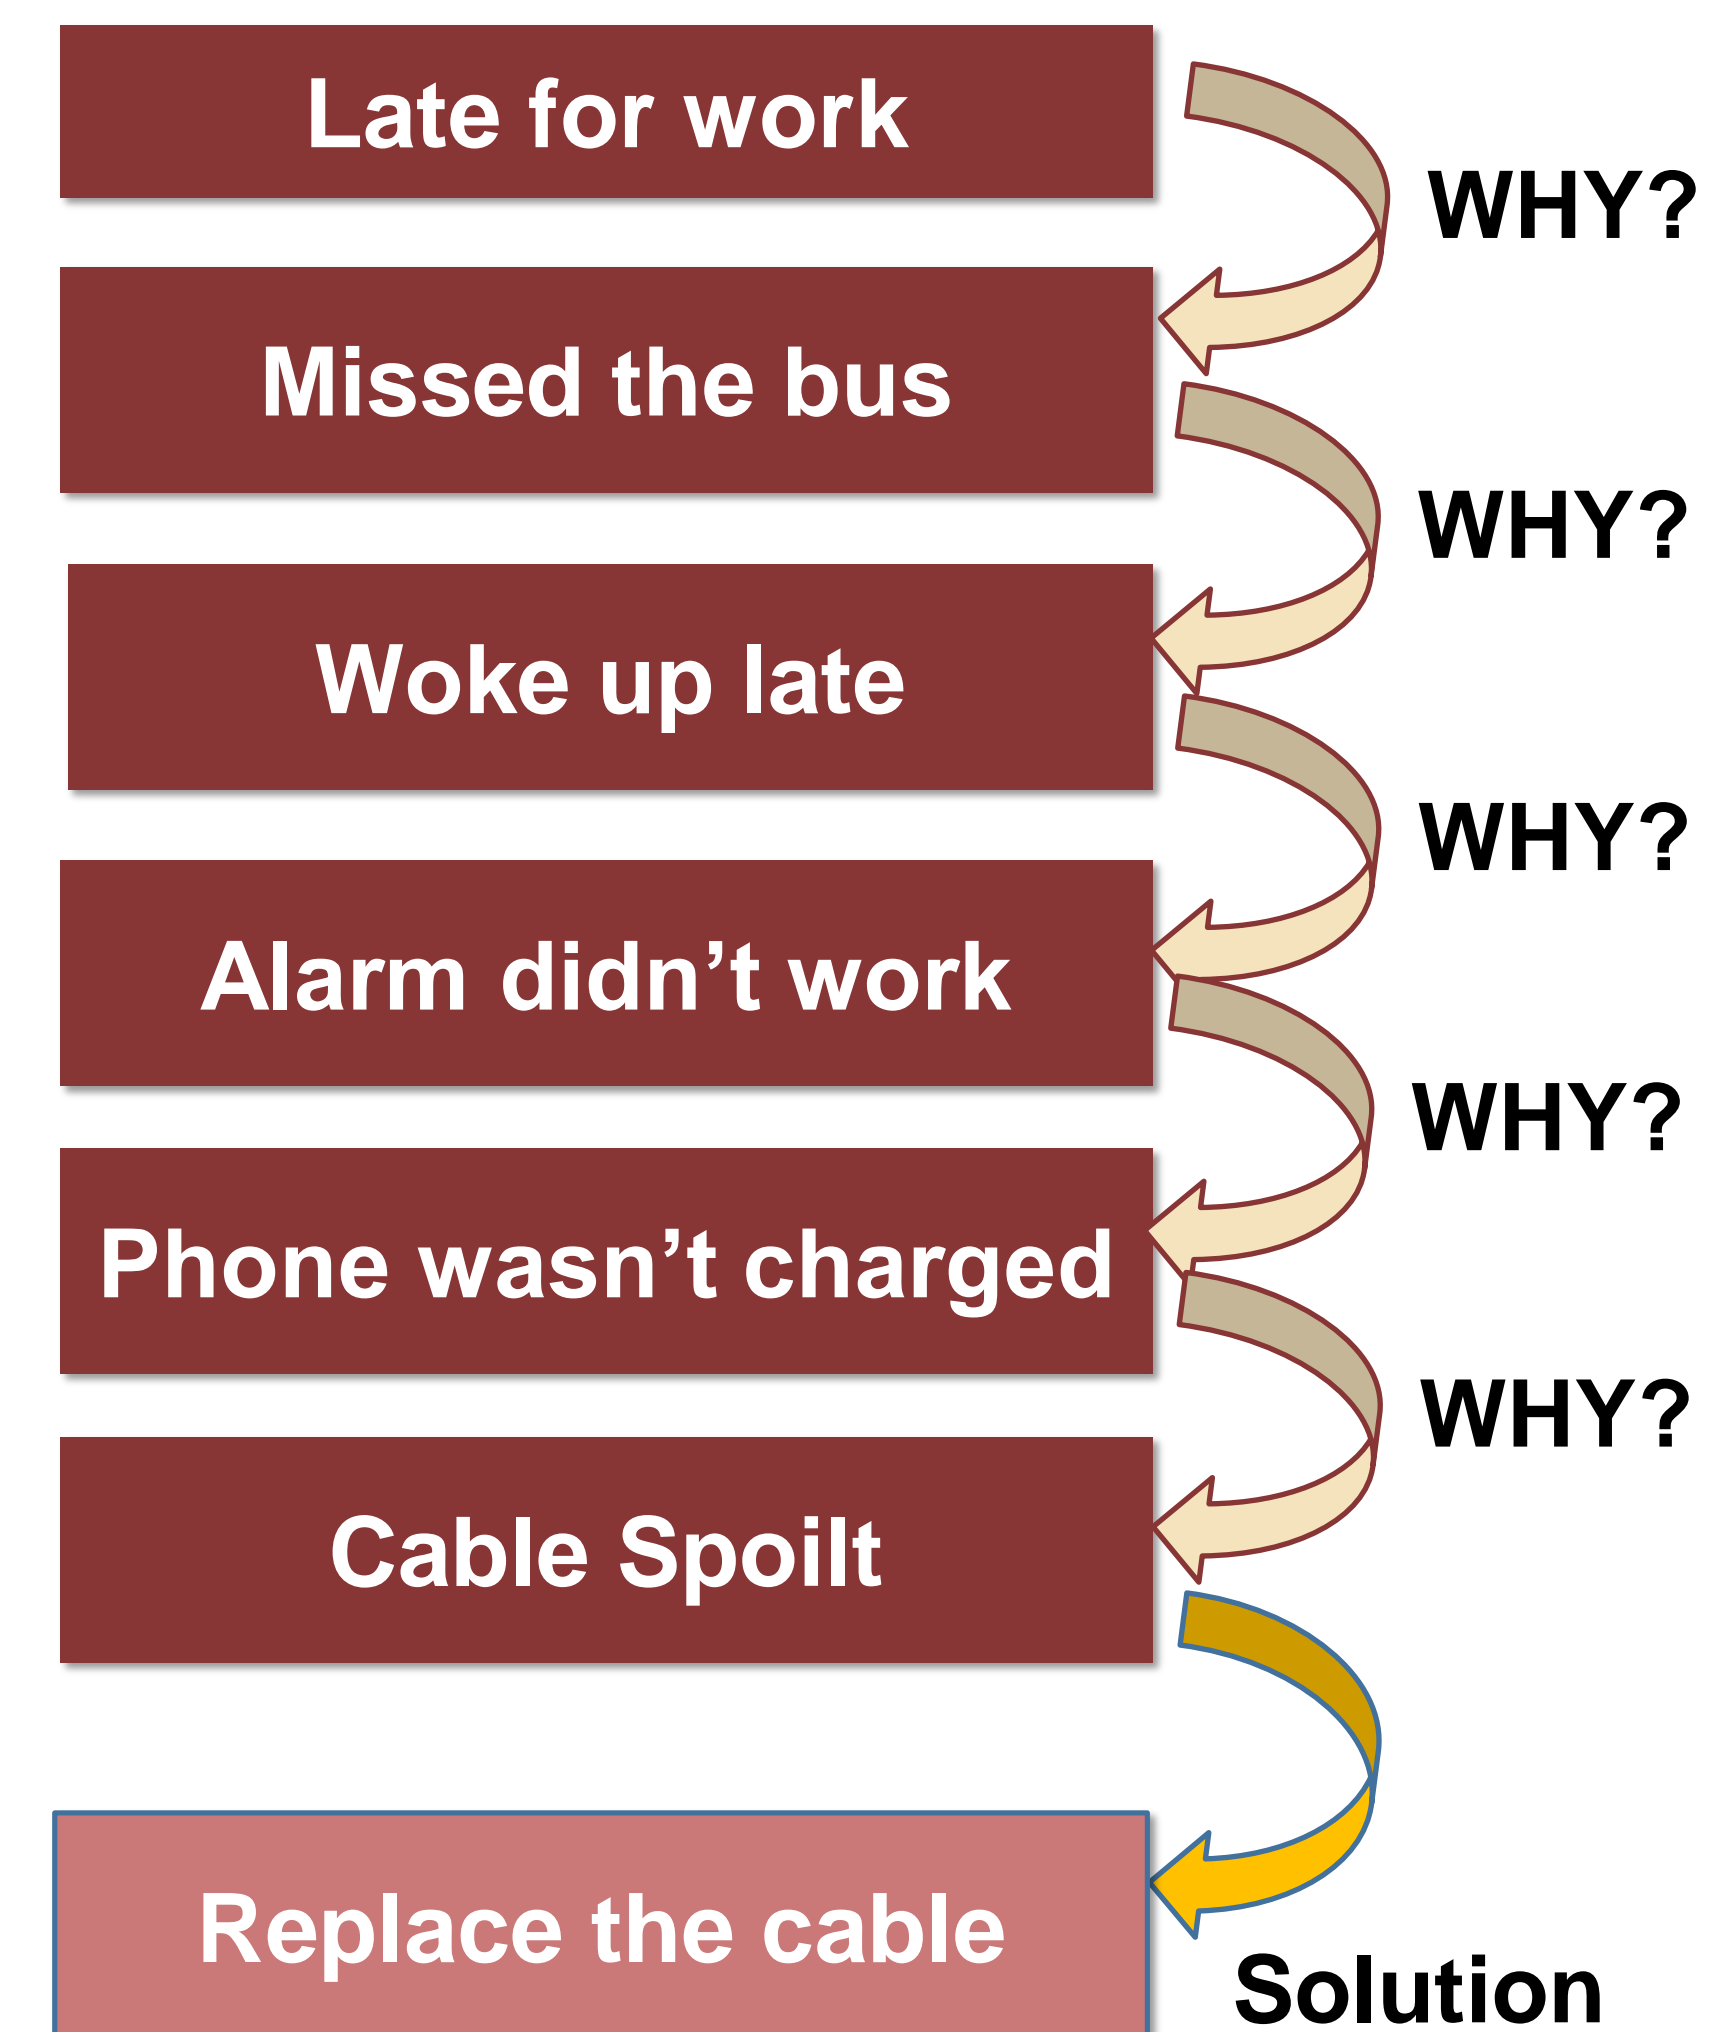 Late for work
WHY?
Missed the bus
WHY?
Woke up late
WHY?
Alarm didn’t work
WHY?
Phone wasn’t charged
WHY?
Cable Spoilt
Replace the cable
Solution